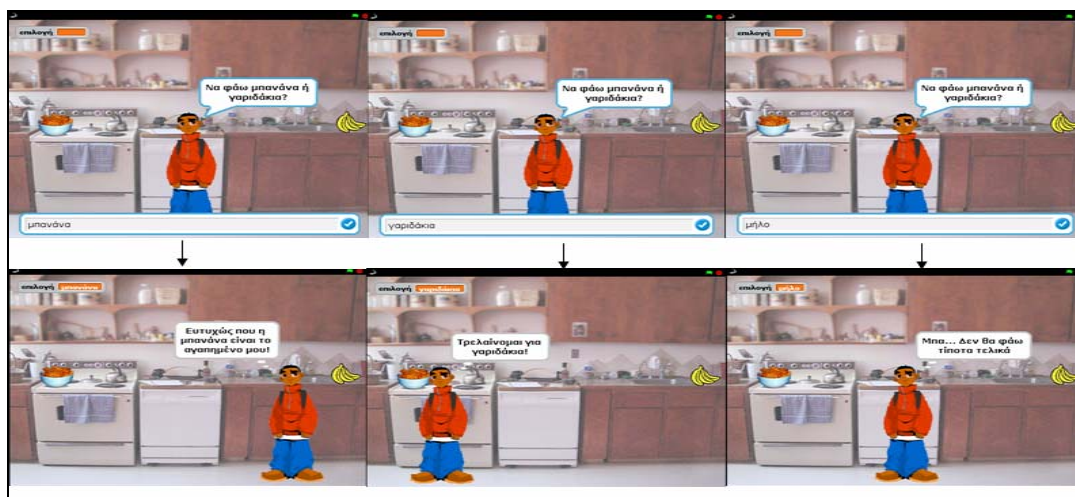 επιλογή
Να φάω μπανάνα ή
γαριδάκια?
μπανάνα
επιλογή
Να φάω μπανάνα ή
γαριδάκια?
γαριδάκια
επιλογή
Να φάω μπανάνα ή
γαριδάκια?
μήλο
επιλογή μπανάνα
Ευτυχώς που η
μπανάνα είναι το
αγαπημένο μου!
επιλογή γαριδάκια
Τρελαίνομαι για
γαριδάκια!
επιλογή μήλο
Μπα... Δεν θα φάω
τίποτα τελικά